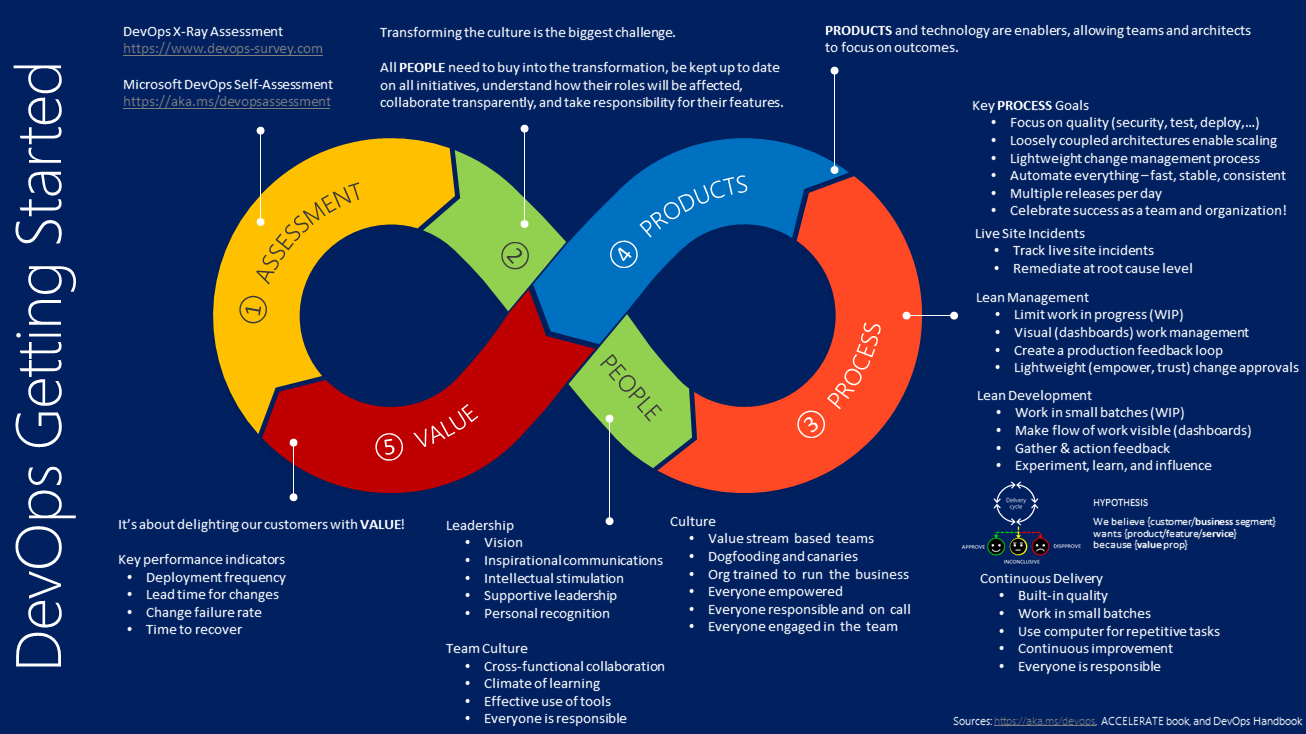 DevOps Getting Started
DevOps X-Ray Assessment
https://www.devops-survey.com
Microsoft DevOps Self-Assessment
https://aka.ms/devopsassessment
Transforming the culture is the biggest challenge.
All PEOPLE need to buy into the transformation, be kept up to date
on all initiatives, understand how their roles will be affected,
collaborate transparently, and take responsibility for their features.
PRODUCTS and technology are enablers, allowing teams and architects
to focus on outcomes.
1 ASSESSMENT
2
PEOPLE
3 PROCESS
4 PRODUCTS
5 VALUE
Key PROCESS Goals
• Focus on quality (security, test, deploy,...)
• Loosely coupled architectures enable scaling
• Lightweight change management process
• Automate everything – fast, stable, consistent
• Multiple releases per day
• Celebrate success as a team and organization!
Live Site Incidents
• Track live site incidents
• Remediate at root cause level
Lean Management
• Limit work in progress (WIP)
• Visual (dashboards) work management
• Create a production feedback loop
• Lightweight (empower, trust) change approvals
Lean Development
• Work in small batches (WIP)
• Make flow of work visible (dashboards)
• Gather & action feedback
• Experiment, learn, and influence
Delivery
cycle
APPROVE
DISPPROVE
INCONCLUSIVE
HYPOTHESIS
We believe {customer/business segment}
wants {product/feature/service}
because {value prop}
Continuous Delivery
• Built-in quality
• Work in small batches
• Use computer for repetitive tasks
• Continuous improvement
• Everyone is responsible
It's about delighting our customers with VALUE!
Key performance indicators
• Deployment frequency
• Lead time for changes
• Change failure rate
• Time to recover
Leadership
• Vision
• Inspirational communications
• Intellectual stimulation
• Supportive leadership
• Personal recognition
Team Culture
• Cross-functional collaboration
• Climate of learning
• Effective use of tools
• Everyone is responsible
Culture
• Value stream based teams
• Dogfooding and canaries
• Org trained to run the business
• Everyone empowered
• Everyone responsible and on call
• Everyone engaged in the team
Sources: https://aka.ms/devops, ACCELERATE book, and DevOps Handbook